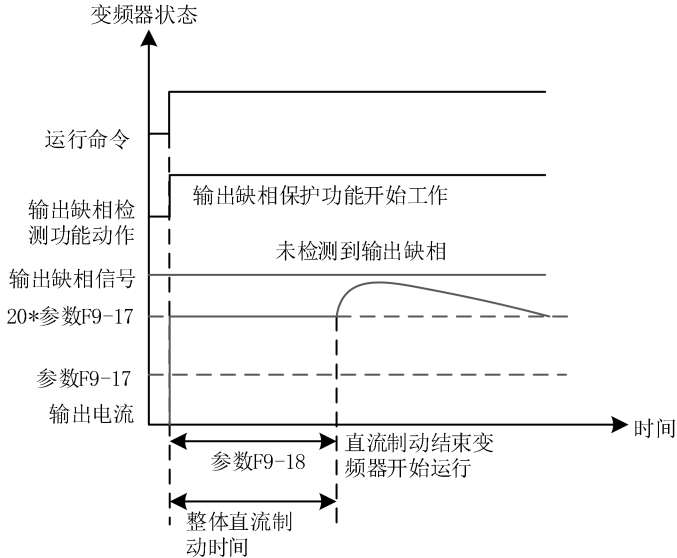 变频器状态
运行命令
输出缺相保护功能开始工作
输出缺相检
测功能动作
未检测到输出缺相
输出缺相信号
20*参数F9-17
参数F9-17
输出电流
时间
参数F9-18
直流制动结束变
频器开始运行
整体直流制
动时间